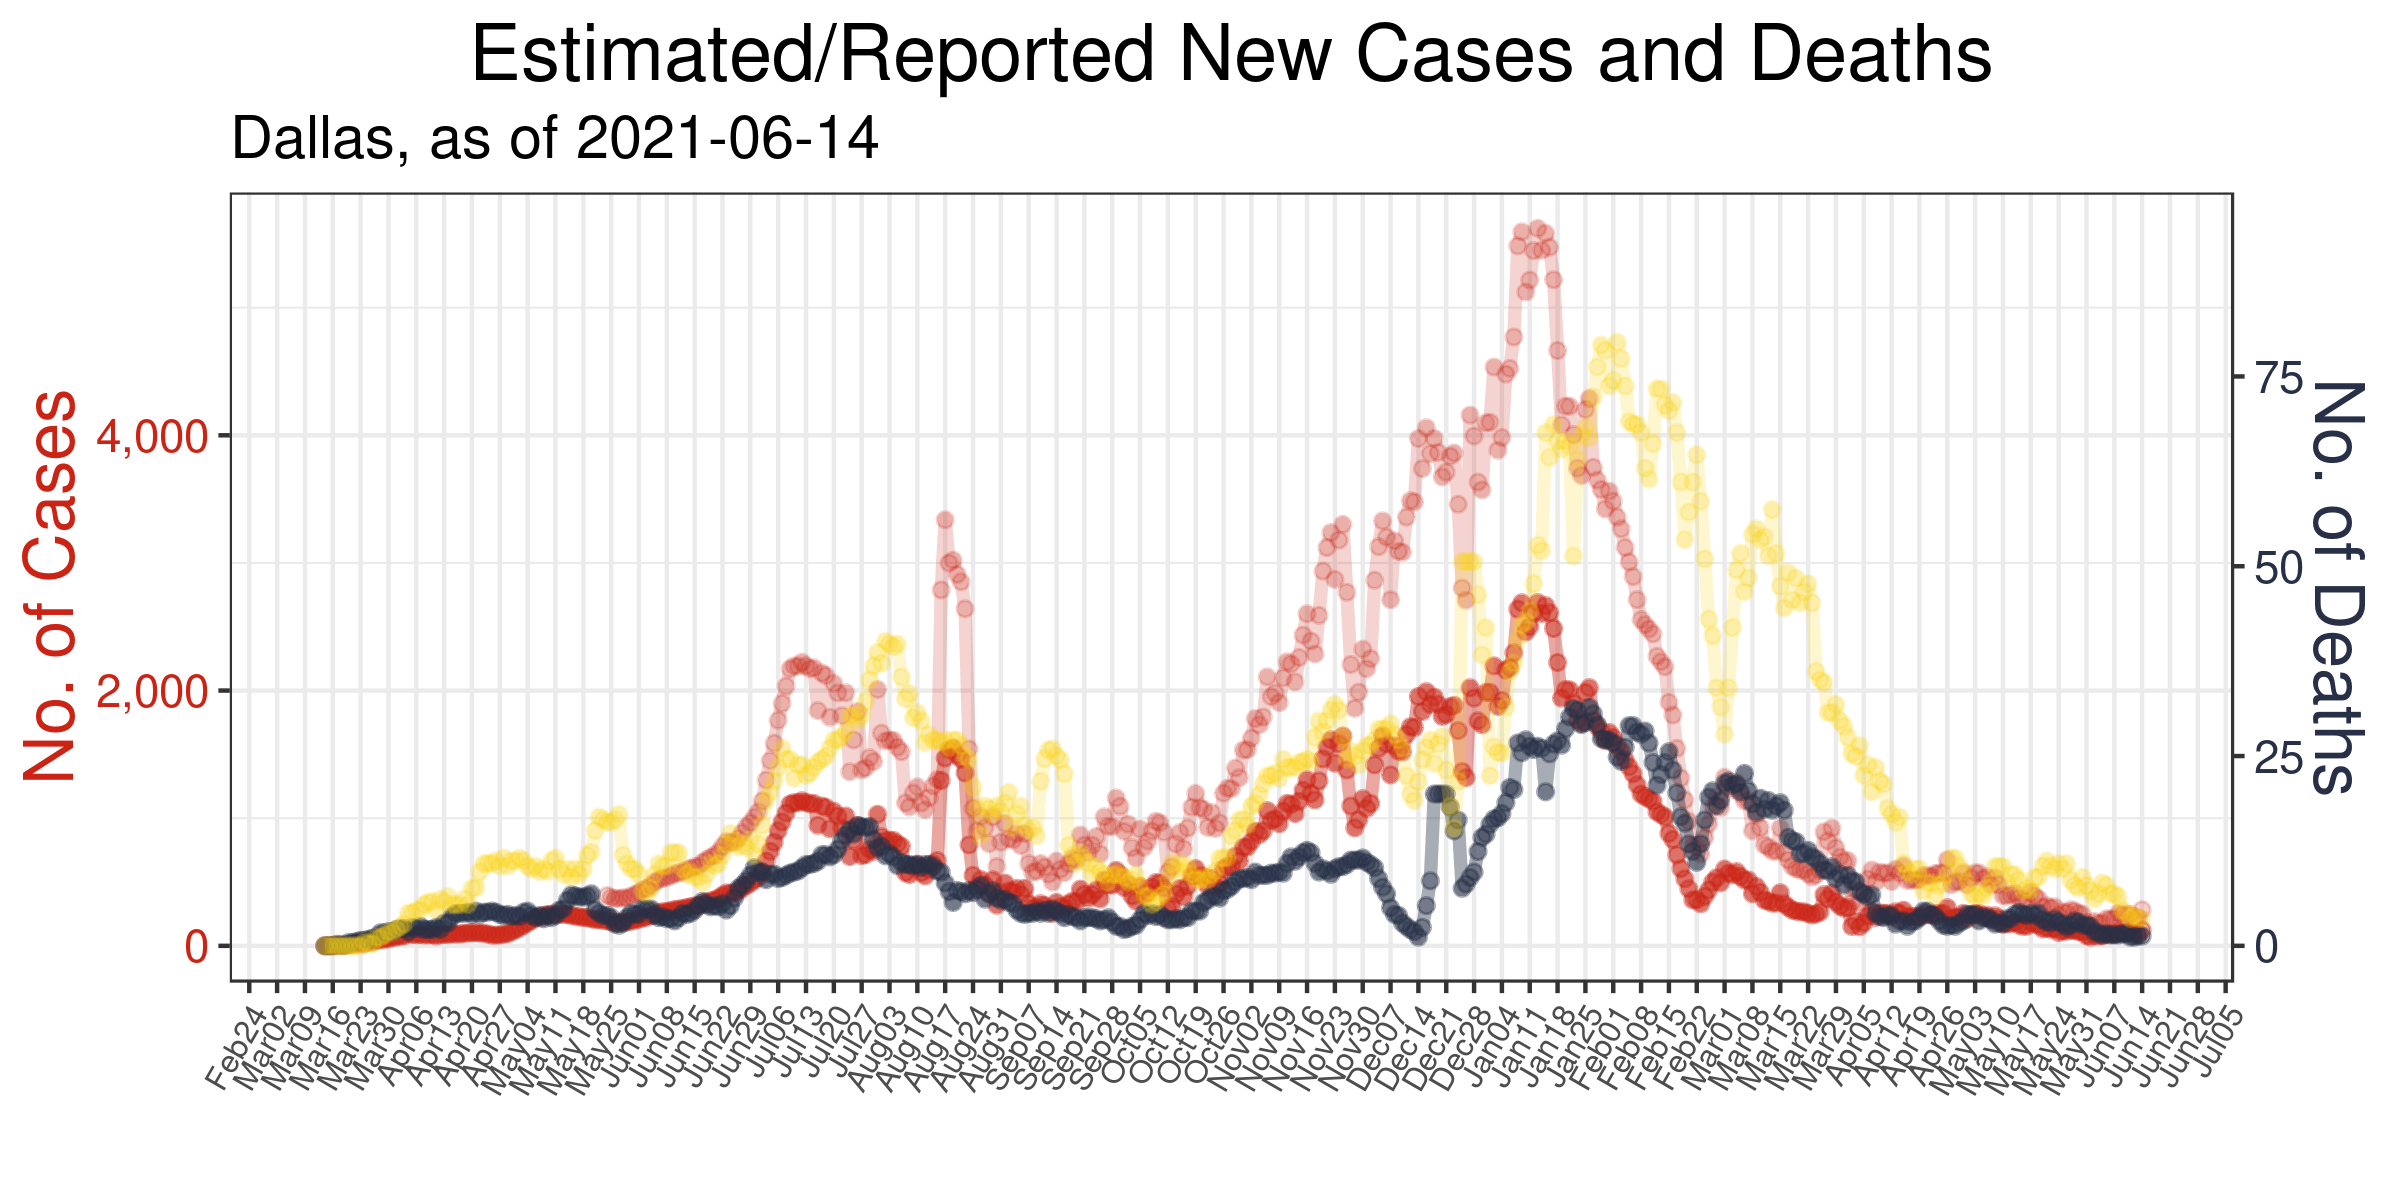 Estimated/Reported New Cases and Deaths
Dallas, as of 2021-06-14
No. of Cases
4,000
2,000
0
75
50
25
0
No. of Deaths
Feb24
Mar02
Mar09
Mar16
Mar23
Mar30
Apr06
Apr13
Apr20
Apr27
May04
May11
May18
May25
Jun01
Jun08
Jun15
Jun22
Jun29
Jul06
Jul13
Jul20
Jul27
Aug03
Aug10
Aug17
Aug24
Aug31
Sep07
Sep14
Sep21
Sep28
Oct05
Oct12
Oct19
Oct26
Nov02
Nov09
Nov16
Nov23
Nov30
Dec07
Dec14
Dec21
Dec28
Jan04
Jan11
Jan18
Jan25
Feb01
Feb08
Feb15
Feb22
Mar01
Mar08
Mar15
Mar22
Mar29
Apr05
Apr12
Apr19
Apr26
May03
May10
May17
May24
May31
Jun07
Jun14
Jun21
Jun28
Jul05